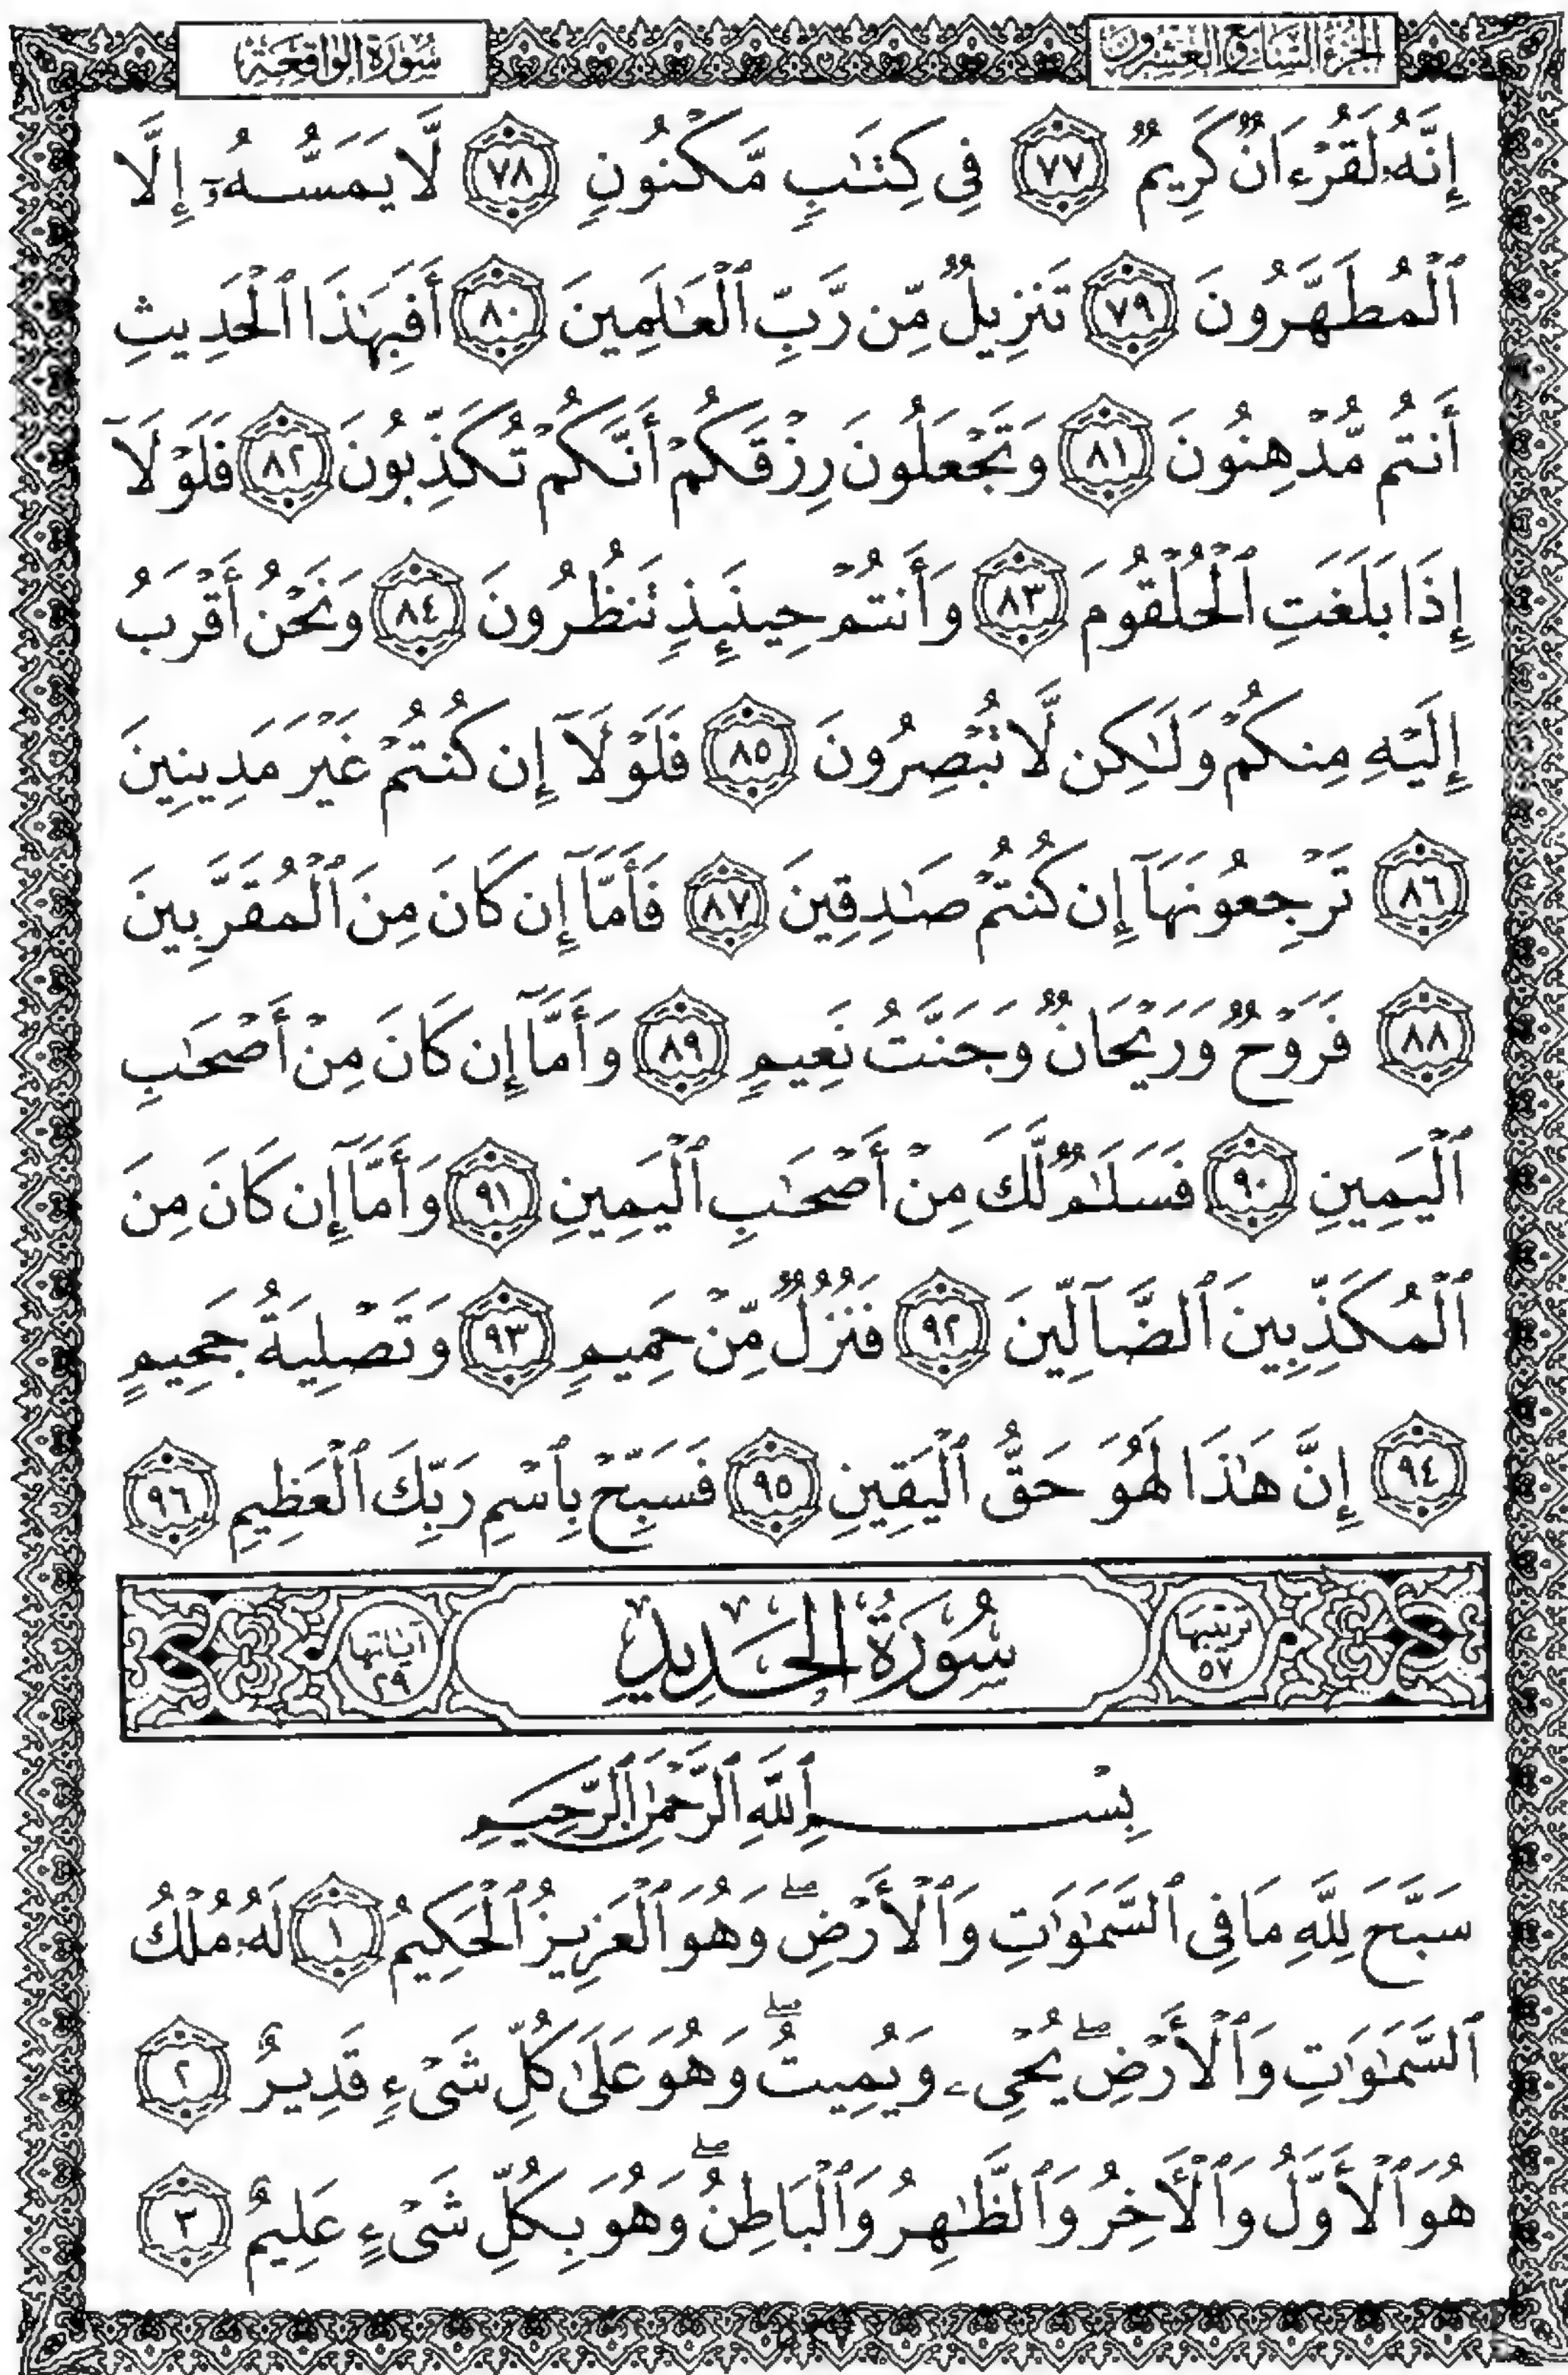 الجزء السابع والعشرون
سورة الواقعة
إِنَّهُۥ لَقُرْءَانٌ كَرِيمٌ ٧٧ فِى كِتَٰبٍ مَّكْنُونٍ ٧٨ لَّا يَمَسُّهُۥٓ إِلَّا
ٱلْمُطَهَّرُونَ ٧٩ تَنزِيلٌ مِّن رَّبِّ ٱلْعَٰلَمِينَ ٨٠ أَفَبِهَٰذَا ٱلْحَدِيثِ
أَنتُم مُّدْهِنُونَ ٨١ وَتَجْعَلُونَ رِزْقَكُمْ أَنَّكُمْ تُكَذِّبُونَ ٨٢ فَلَوْلَآ
إِذَا بَلَغَتِ ٱلْحُلْقُومَ ٨٣ وَأَنتُمْ حِينَئِذٍ تَنظُرُونَ ٨٤ وَنَحْنُ أَقْرَبُ
إِلَيْهِ مِنكُمْ وَلَٰكِن لَّا تُبْصِرُونَ ٨٥ فَلَوْلَآ إِن كُنتُمْ غَيْرَ مَدِينِينَ
٨٦ تَرْجِعُونَهَآ إِن كُنتُمْ صَٰدِقِينَ ٨٧ فَأَمَّآ إِن كَانَ مِنَ ٱلْمُقَرَّبِينَ
٨٨ فَرَوْحٌ وَرَيْحَانٌ وَجَنَّتُ نَعِيمٍ ٨٩ وَأَمَّآ إِن كَانَ مِنْ أَصْحَٰبِ
ٱلْيَمِينِ ٩٠ فَسَلَٰمٌ لَّكَ مِنْ أَصْحَٰبِ ٱلْيَمِينِ ٩١ وَأَمَّآ إِن كَانَ مِنَ
ٱلْمُكَذِّبِينَ ٱلضَّآلِّينَ ٩٢ فَنُزُلٌ مِّنْ حَمِيمٍ ٩٣ وَتَصْلِيَةُ جَحِيمٍ
٩٤ إِنَّ هَٰذَا لَهُوَ حَقُّ ٱلْيَقِينِ ٩٥ فَسَبِّحْ بِٱسْمِ رَبِّكَ ٱلْعَظِيمِ ٩٦
ترتيبها ٥٧ سُورَةُ الحَدِيدِ آياتها ٢٩
بِسْمِ ٱللَّهِ ٱلرَّحْمَٰنِ ٱلرَّحِيمِ
سَبَّحَ لِلَّهِ مَا فِى ٱلسَّمَٰوَٰتِ وَٱلْأَرْضِ ۖ وَهُوَ ٱلْعَزِيزُ ٱلْحَكِيمُ ١ لَهُۥ مُلْكُ
ٱلسَّمَٰوَٰتِ وَٱلْأَرْضِ ۖ يُحْىِۦ وَيُمِيتُ ۖ وَهُوَ عَلَىٰ كُلِّ شَىْءٍ قَدِيرٌ ٢
هُوَ ٱلْأَوَّلُ وَٱلْءَاخِرُ وَٱلظَّٰهِرُ وَٱلْبَاطِنُ ۖ وَهُوَ بِكُلِّ شَىْءٍ عَلِيمٌ ٣